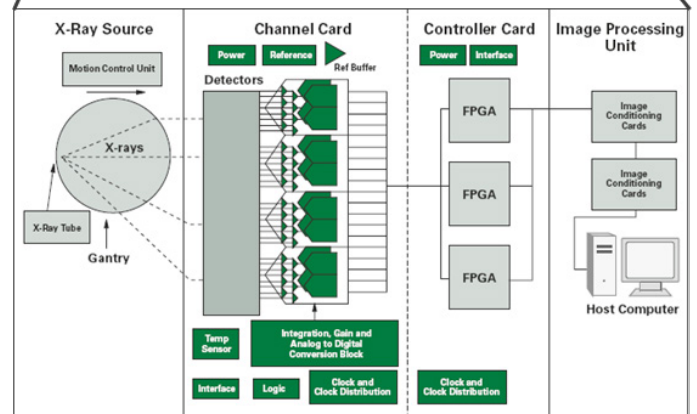 X-Ray Source
Channel Card
Controller Card
Image Processing
Unit
Motion Control Unit
Power
Reference
Ref Buffer
Power
Interface
Detectors
X-rays
X-Ray Tube
Gantry
FPGA
FPGA
FPGA
Image
Conditioning
Cards
Image
Conditioning
Cards
Host Computer
Temp
Sensor
Integration, Gain and
Analog to Digital
Conversion Block
Interface
Logic
Clock and
Clock Distribution
Clock and
Clock Distribution